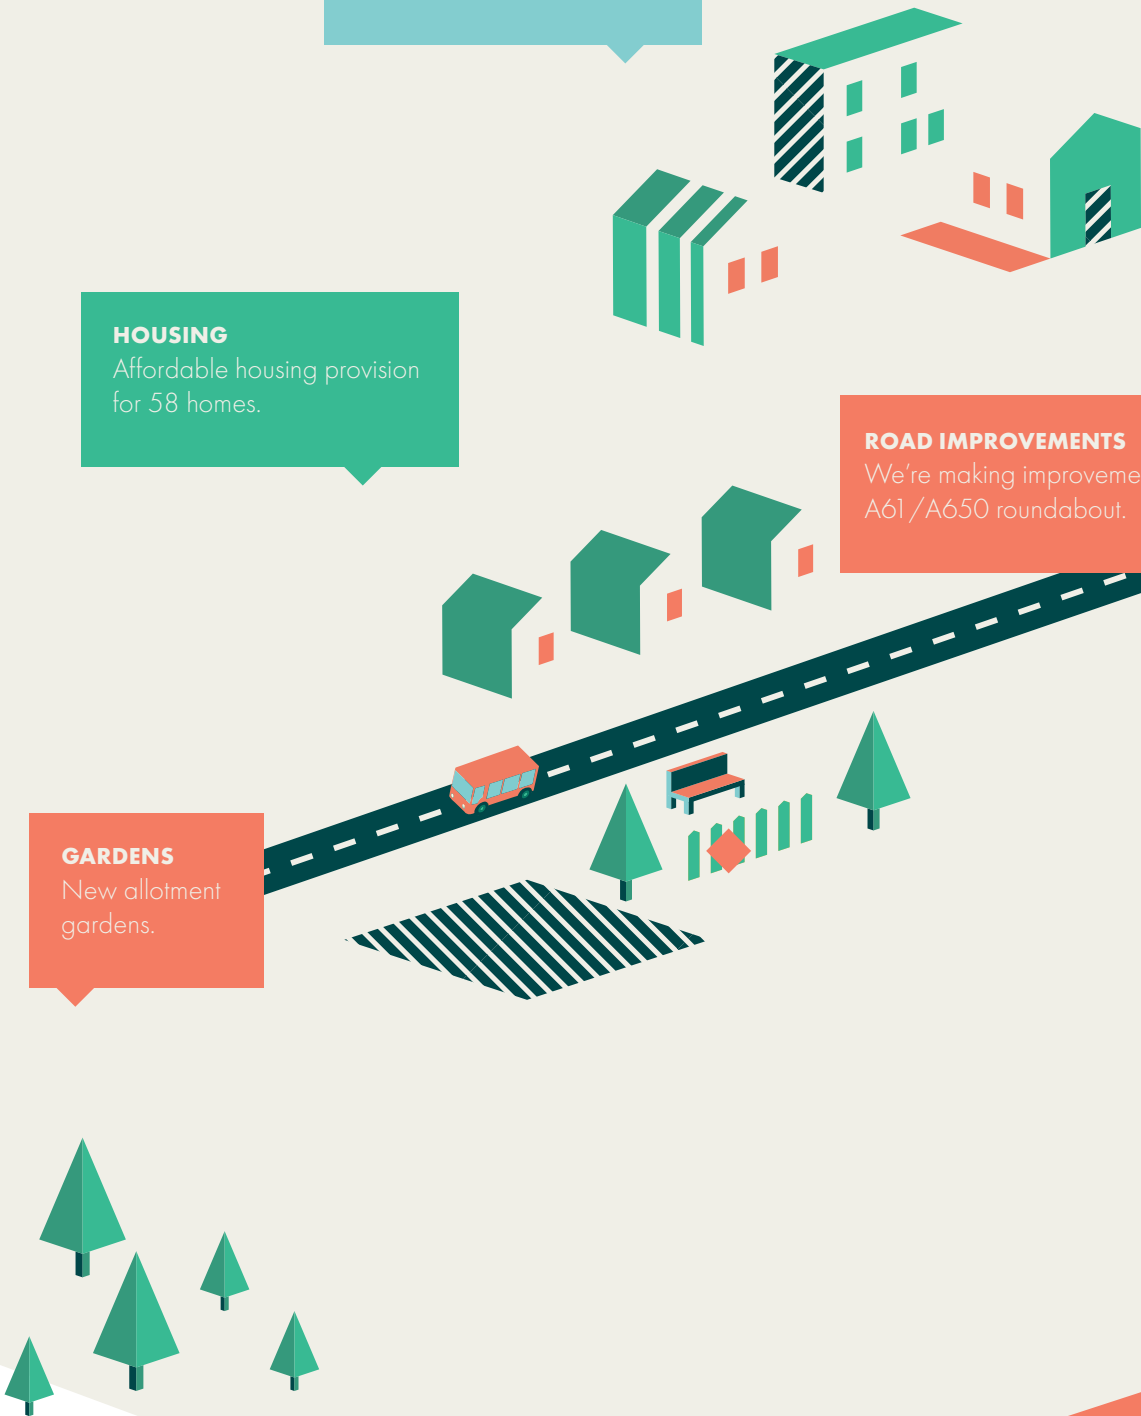 HOUSING
Affordable housing provision
for 58 homes.
ROAD IMPROVEMENTS
We're making
A61/A650 roundabout.
GARDENS
New allotment
gardens.